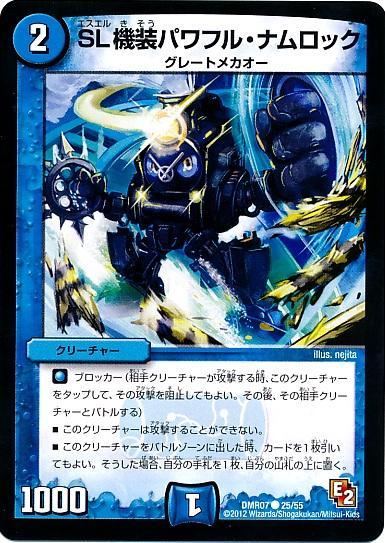 2
エスエル きそう
SL機装パワフル・ナムロック
グレートメカオー
クリーチャー
illus. nejita
ブロッカー(相手クリーチャーが攻撃する時、このクリーチャー
をタップして、その攻撃を阻止してもよい。その後、その相手クリ
ーチャーとバトルする)
■このクリーチャーは攻撃することができない。
■このクリーチャーをバトルゾーンに出した時、カードを1枚引い
てもよい。そうした場合、自分の手札を1枚、自分の山札の上に置く。
1000
1
E2
DMR07 ● 25/55
©2012 Wizards/Shogakukan/Mitsui-Kids